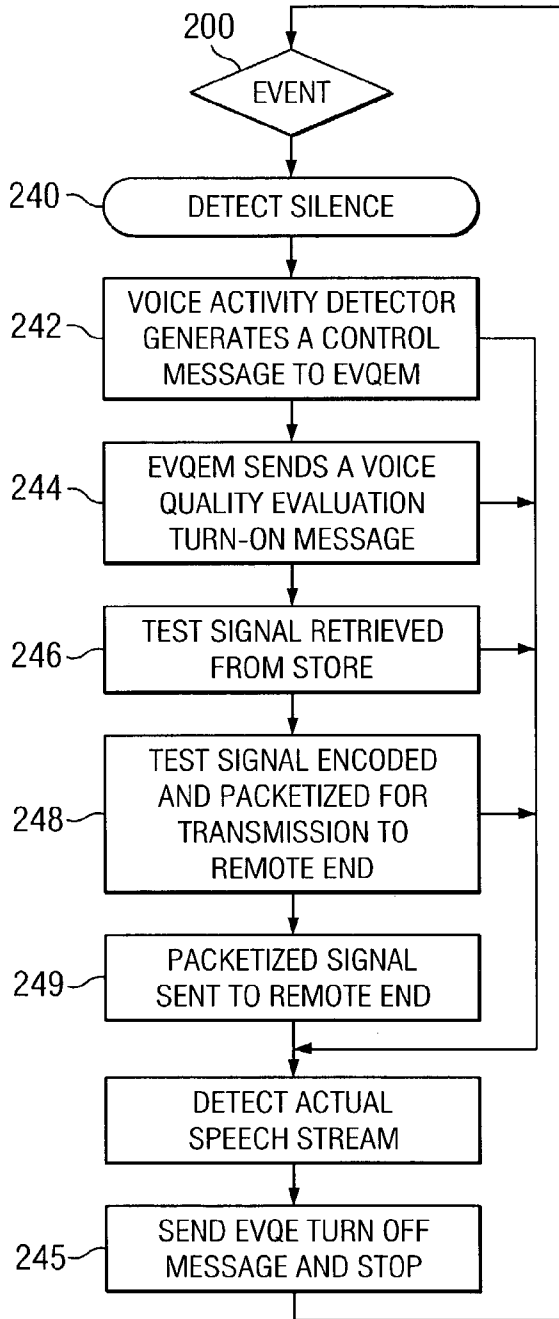 200
EVENT
240
DETECT SILENCE
242
VOICE ACTIVITY DETECTOR
GENERATES A CONTROL
MESSAGE TO EVQEM
244
EVQEM SENDS A VOICE
QUALITY EVALUATION
TURN-ON MESSAGE
246
TEST SIGNAL RETRIEVED
FROM STORE
248
TEST SIGNAL ENCODED
AND PACKETIZED FOR
TRANSMISSION TO
REMOTE END
249
PACKETIZED SIGNAL
SENT TO REMOTE END
DETECT ACTUAL
SPEECH STREAM
245
SEND EVQE TURN OFF
MESSAGE AND STOP